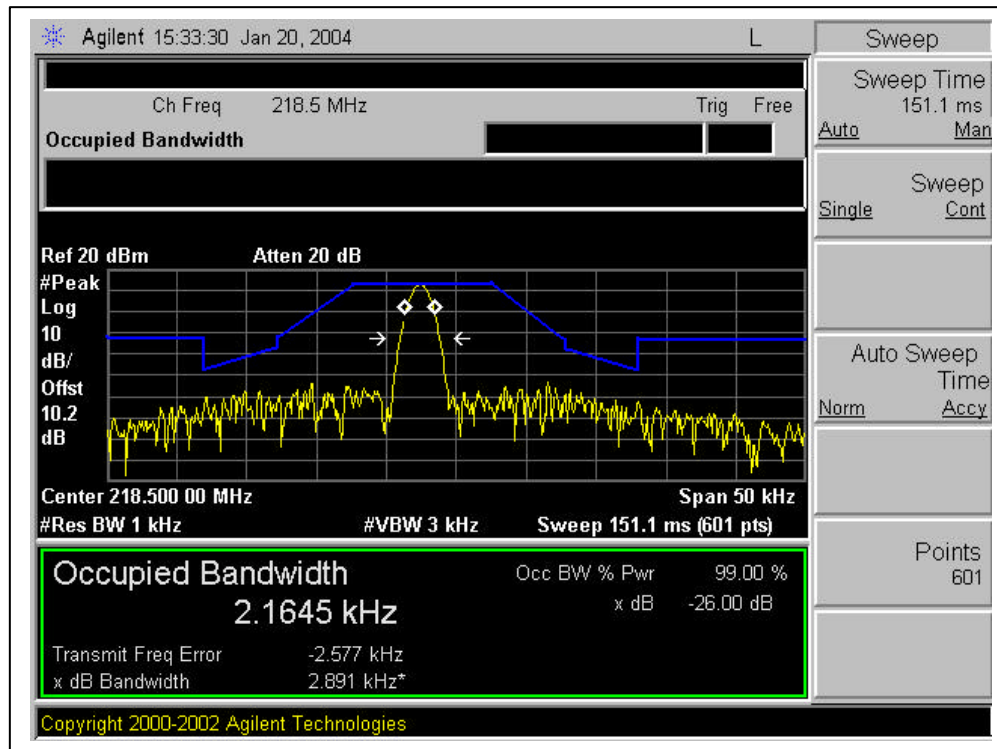 Agilent 15:33:30 Jan 20, 2004 L
Sweep
Ch Freq 218.5 MHz Trig Free
Occupied Bandwidth
Ref 20 dBm Atten 20 dB
#Peak
Log
10
dB/
Offst
10.2
dB
Center 218.500 00 MHz Span 50 kHz
#Res BW 1 kHz #VBW 3 kHz Sweep 151.1 ms (601 pts)
Occupied Bandwidth
2.1645 kHz
Occ BW % Pwr 99.00 %
x dB -26.00 dB
Transmit Freq Error -2.577 kHz
x dB Bandwidth 2.891 kHz*
Copyright 2000-2002 Agilent Technologies
Sweep Time
151.1 ms
Auto Man
Sweep
Single Cont
Auto Sweep
Time
Norm Accy
Points
601